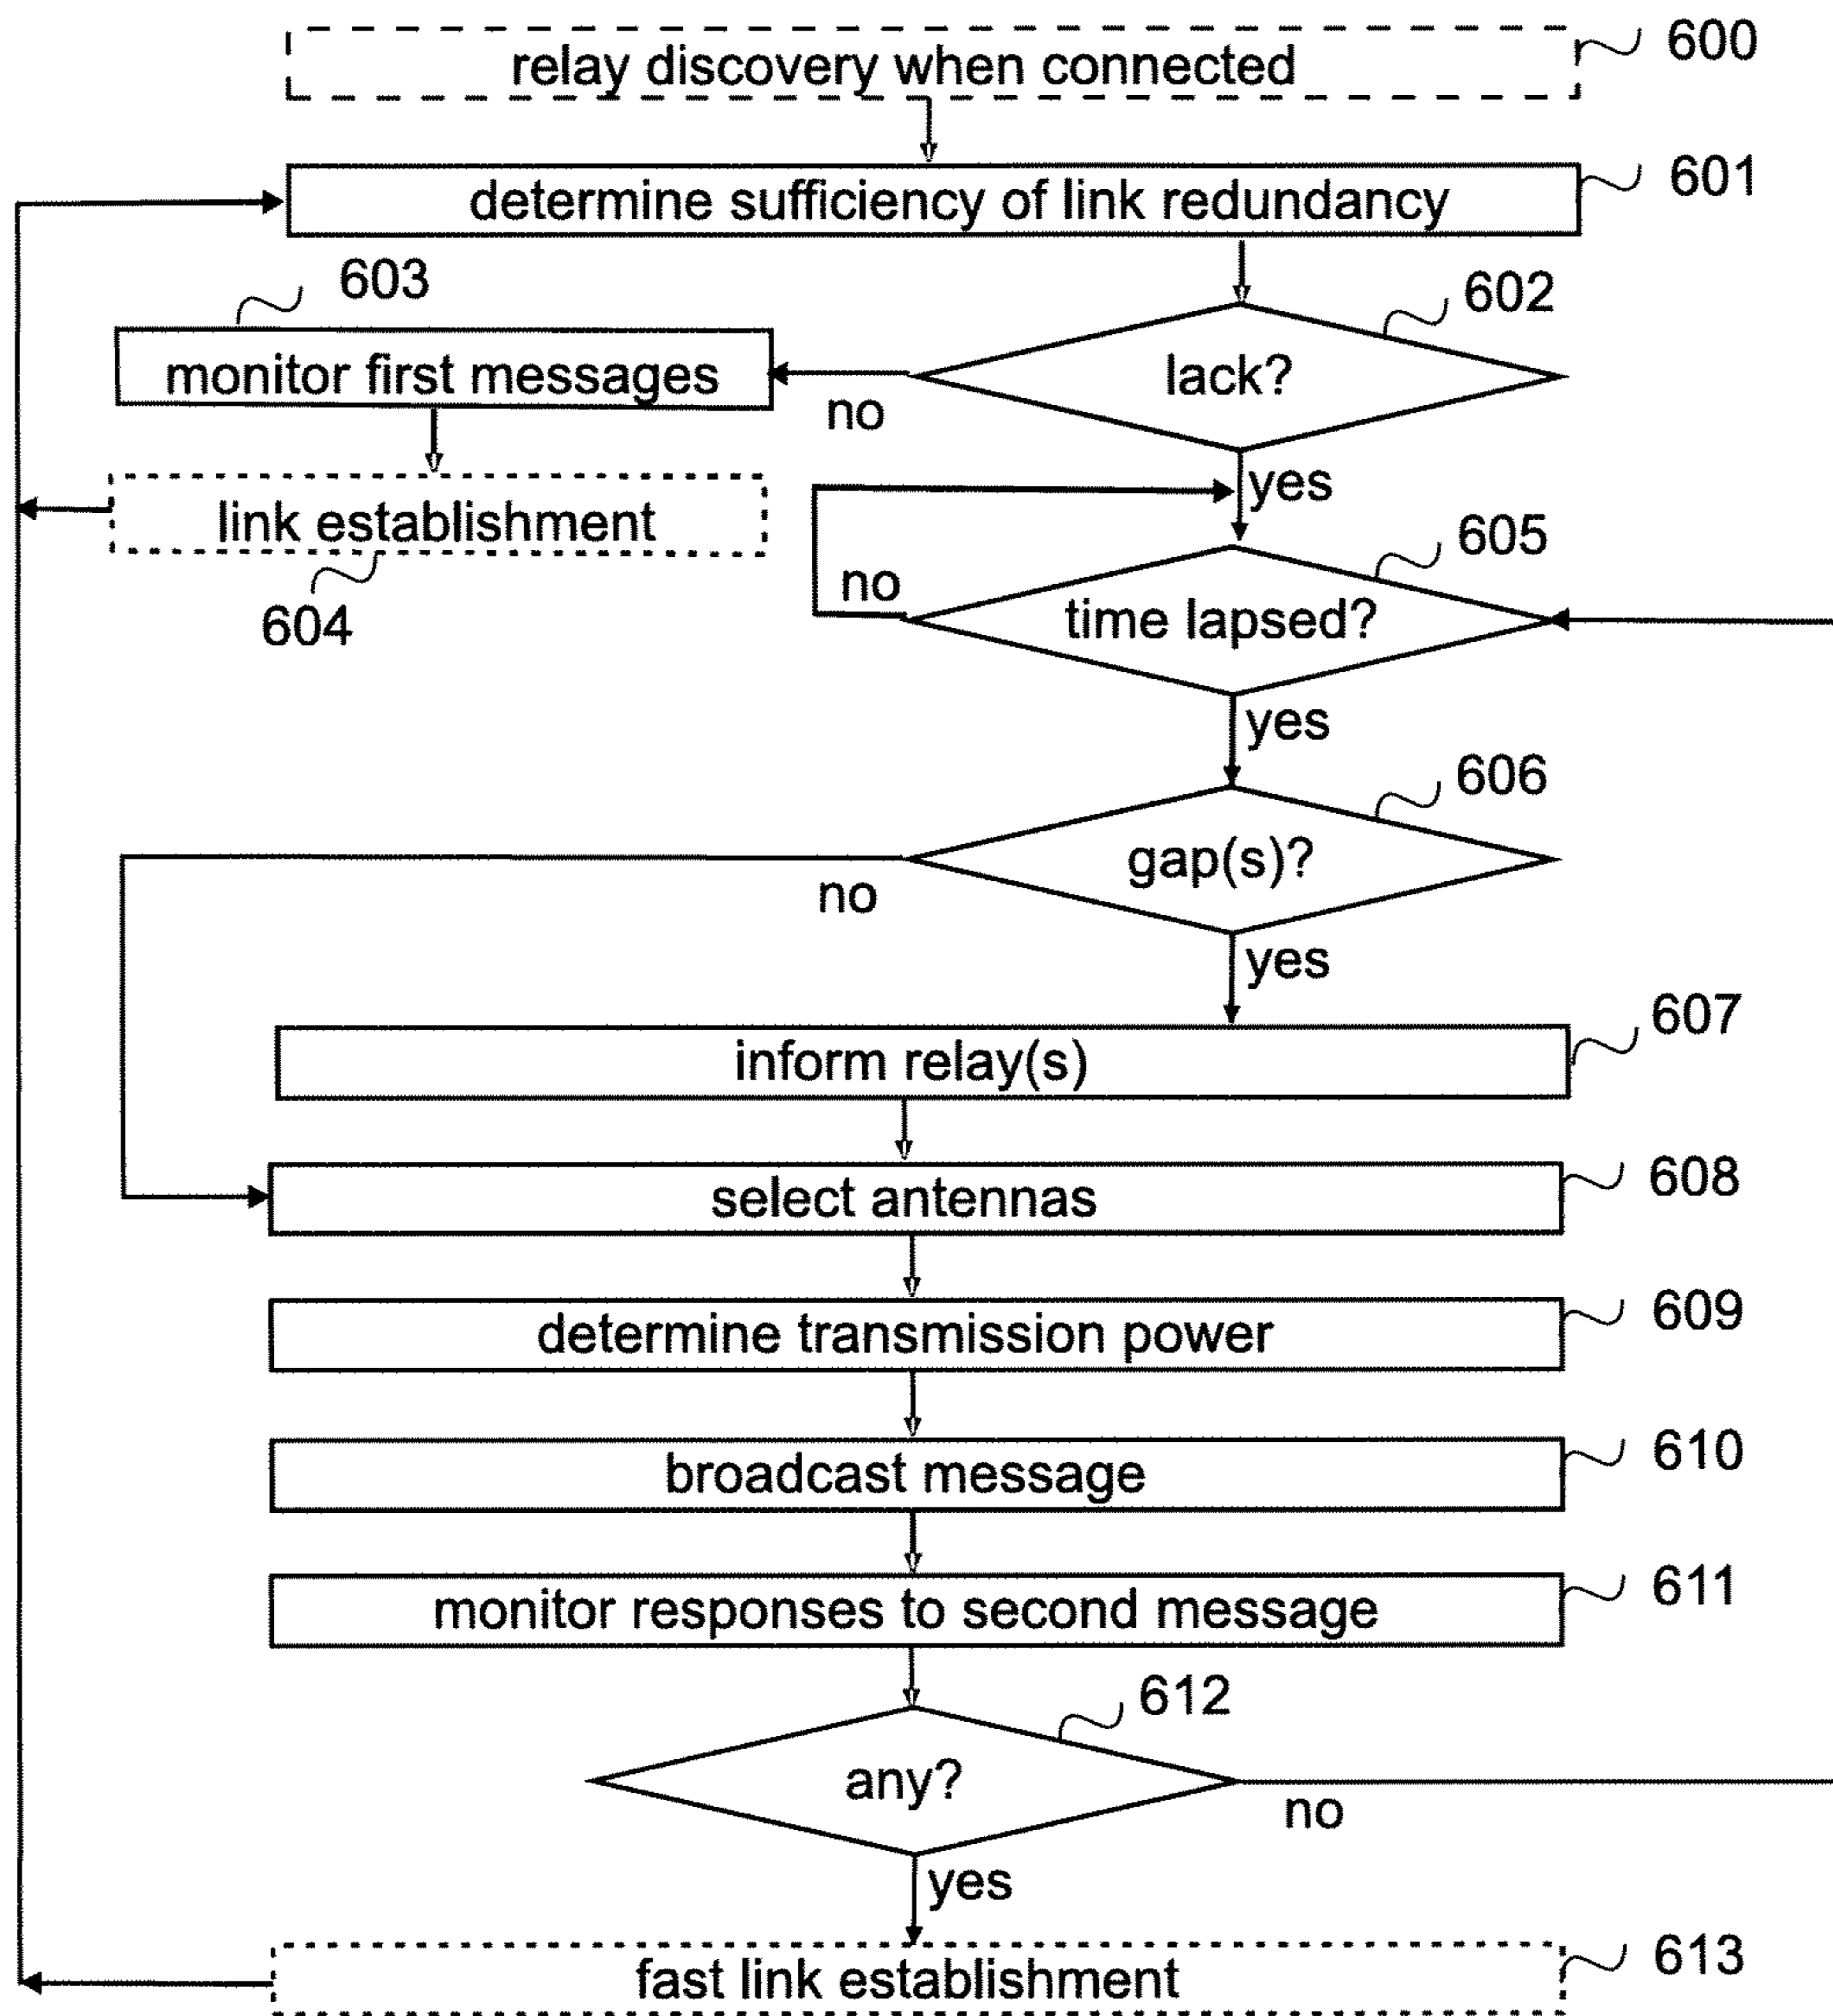 relay discovery when connected
600
determine sufficiency of link redundancy
601
603
602
monitor first messages
lack?
no
yes
link establishment
604
605
no
time lapsed?
yes
606
gap(s)?
no
yes
607
inform relay(s)
select antennas
608
determine transmission power
609
broadcast message
610
monitor responses to second message
611
612
any?
no
yes
fast link establishment
613